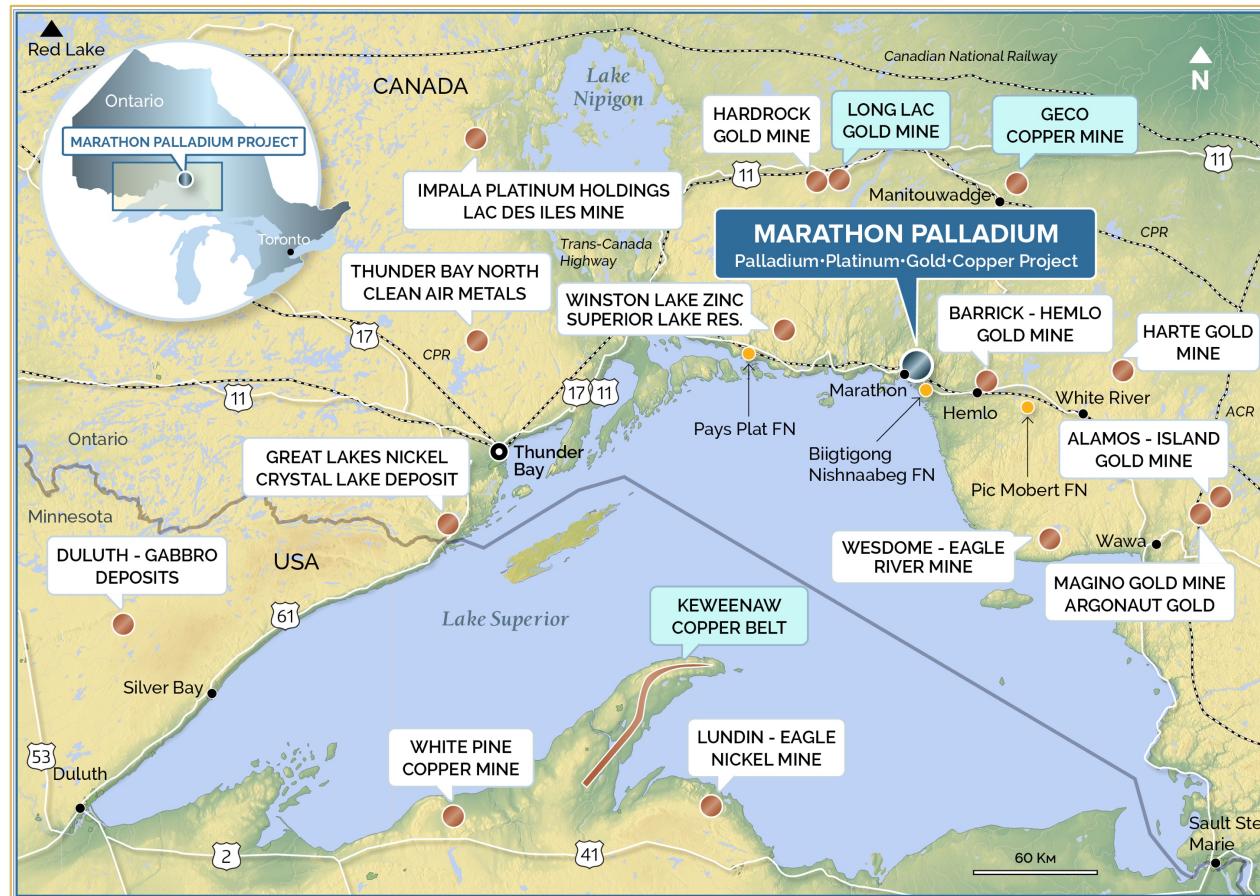 Red Lake
Ontario
MARATHON PALLADIUM PROJECT
Toronto
CANADA
Lake
Nipigon
Canadian National Railway
N
HARDROCK
GOLD MINE
LONG LAC
GOLD MINE
GECO
COPPER MINE
11
11
Manitouwadge
IMPALA PLATINUM HOLDINGS
LAC DES ILES MINE
MARATHON PALLADIUM
Palladium•Platinum•Gold•Copper Project
CPR
Trans-Canada
Highway
THUNDER BAY NORTH
CLEAN AIR METALS
WINSTON LAKE ZINC
SUPERIOR LAKE RES.
BARRICK - HEMLO
GOLD MINE
HARTE GOLD
MINE
17
CPR
11
17
11
Marathon
Hemlo
White River
ACR
Pays Plat FN
Biigtigong
Nishnaabeg FN
Pic Mobert FN
ALAMOS - ISLAND
GOLD MINE
Ontario
Minnesota
GREAT LAKES NICKEL
CRYSTAL LAKE DEPOSIT
Thunder
Bay
DULUTH - GABBRO
DEPOSITS
USA
WESDOME - EAGLE
RIVER MINE
Wawa
MAGINO GOLD MINE
ARGONAUT GOLD
61
Lake Superior
KEWEENAW
COPPER BELT
Silver Bay
53
Duluth
WHITE PINE
COPPER MINE
LUNDIN - EAGLE
NICKEL MINE
2
41
60 KM
Sault Ste
Marie